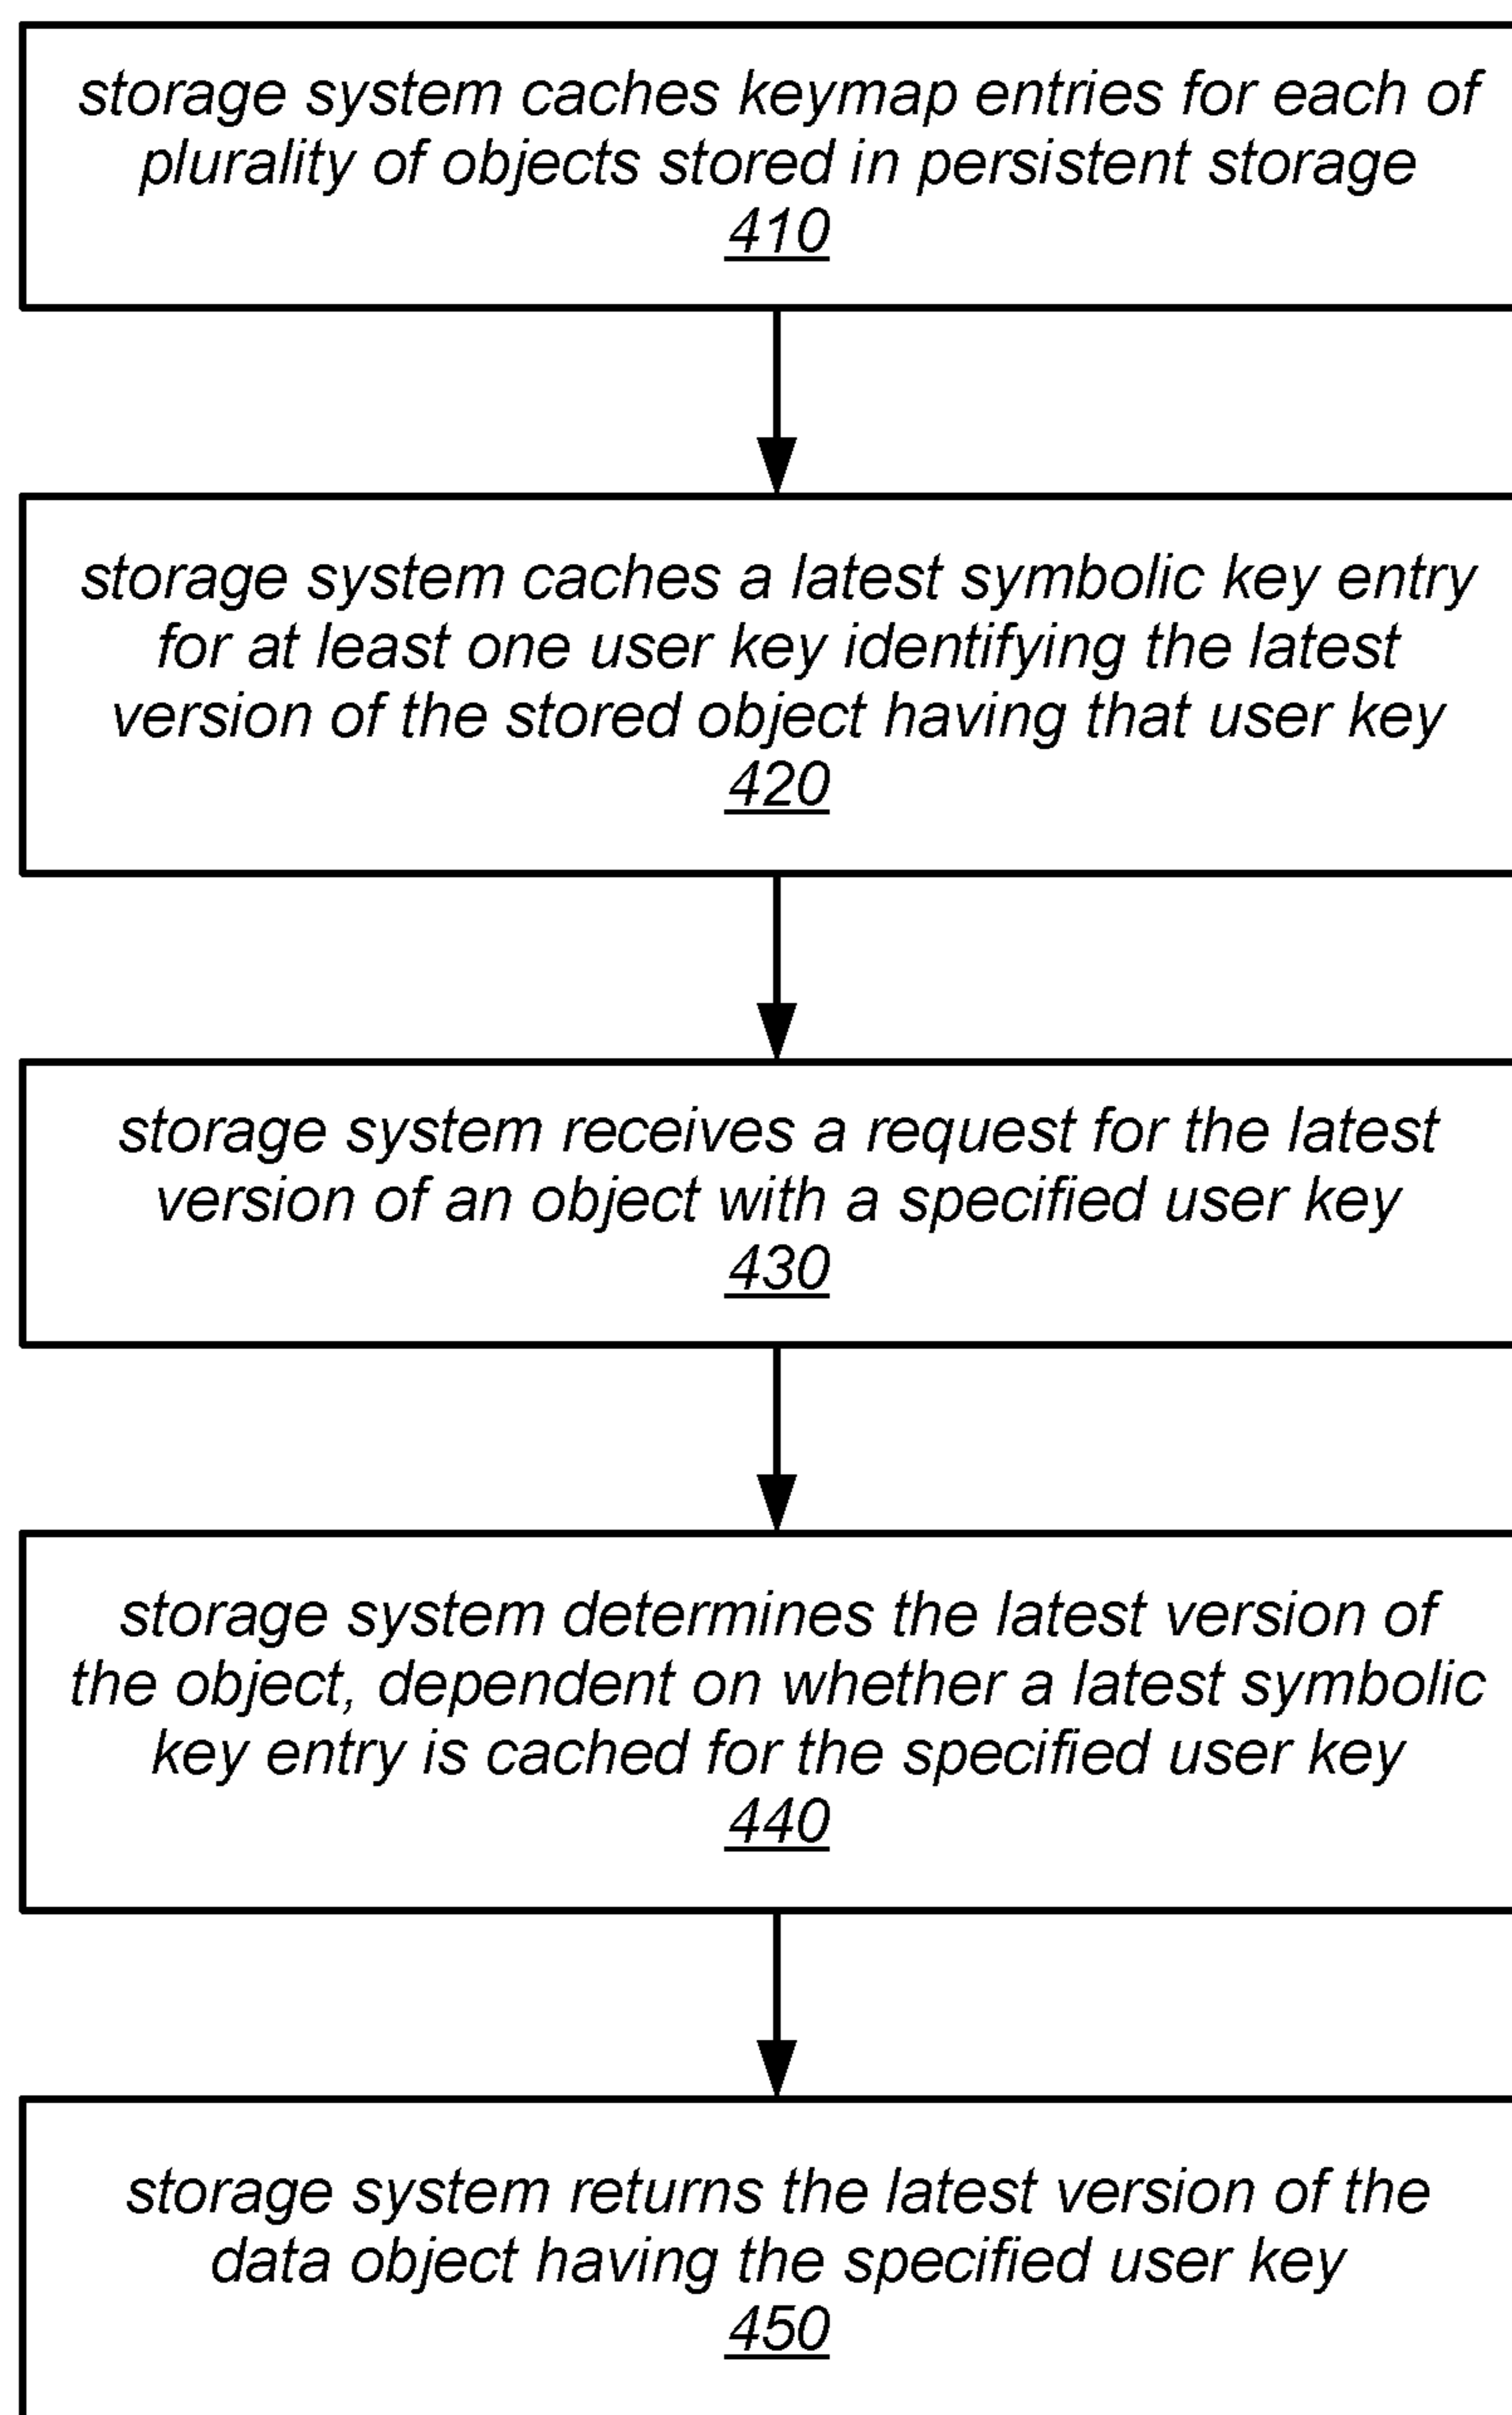 storage system caches keymap entries for each of
plurality of objects stored in persistent storage
410
storage system caches a latest symbolic key entry
for at least one user key identifying the latest
version of the stored object having that user key
420
storage system receives a request for the latest
version of an object with a specified user key
430
storage system determines the latest version of
the object, dependent on whether a latest symbolic
key entry is cached for the specified user key
440
storage system returns the latest version of the
data object having the specified user key
450